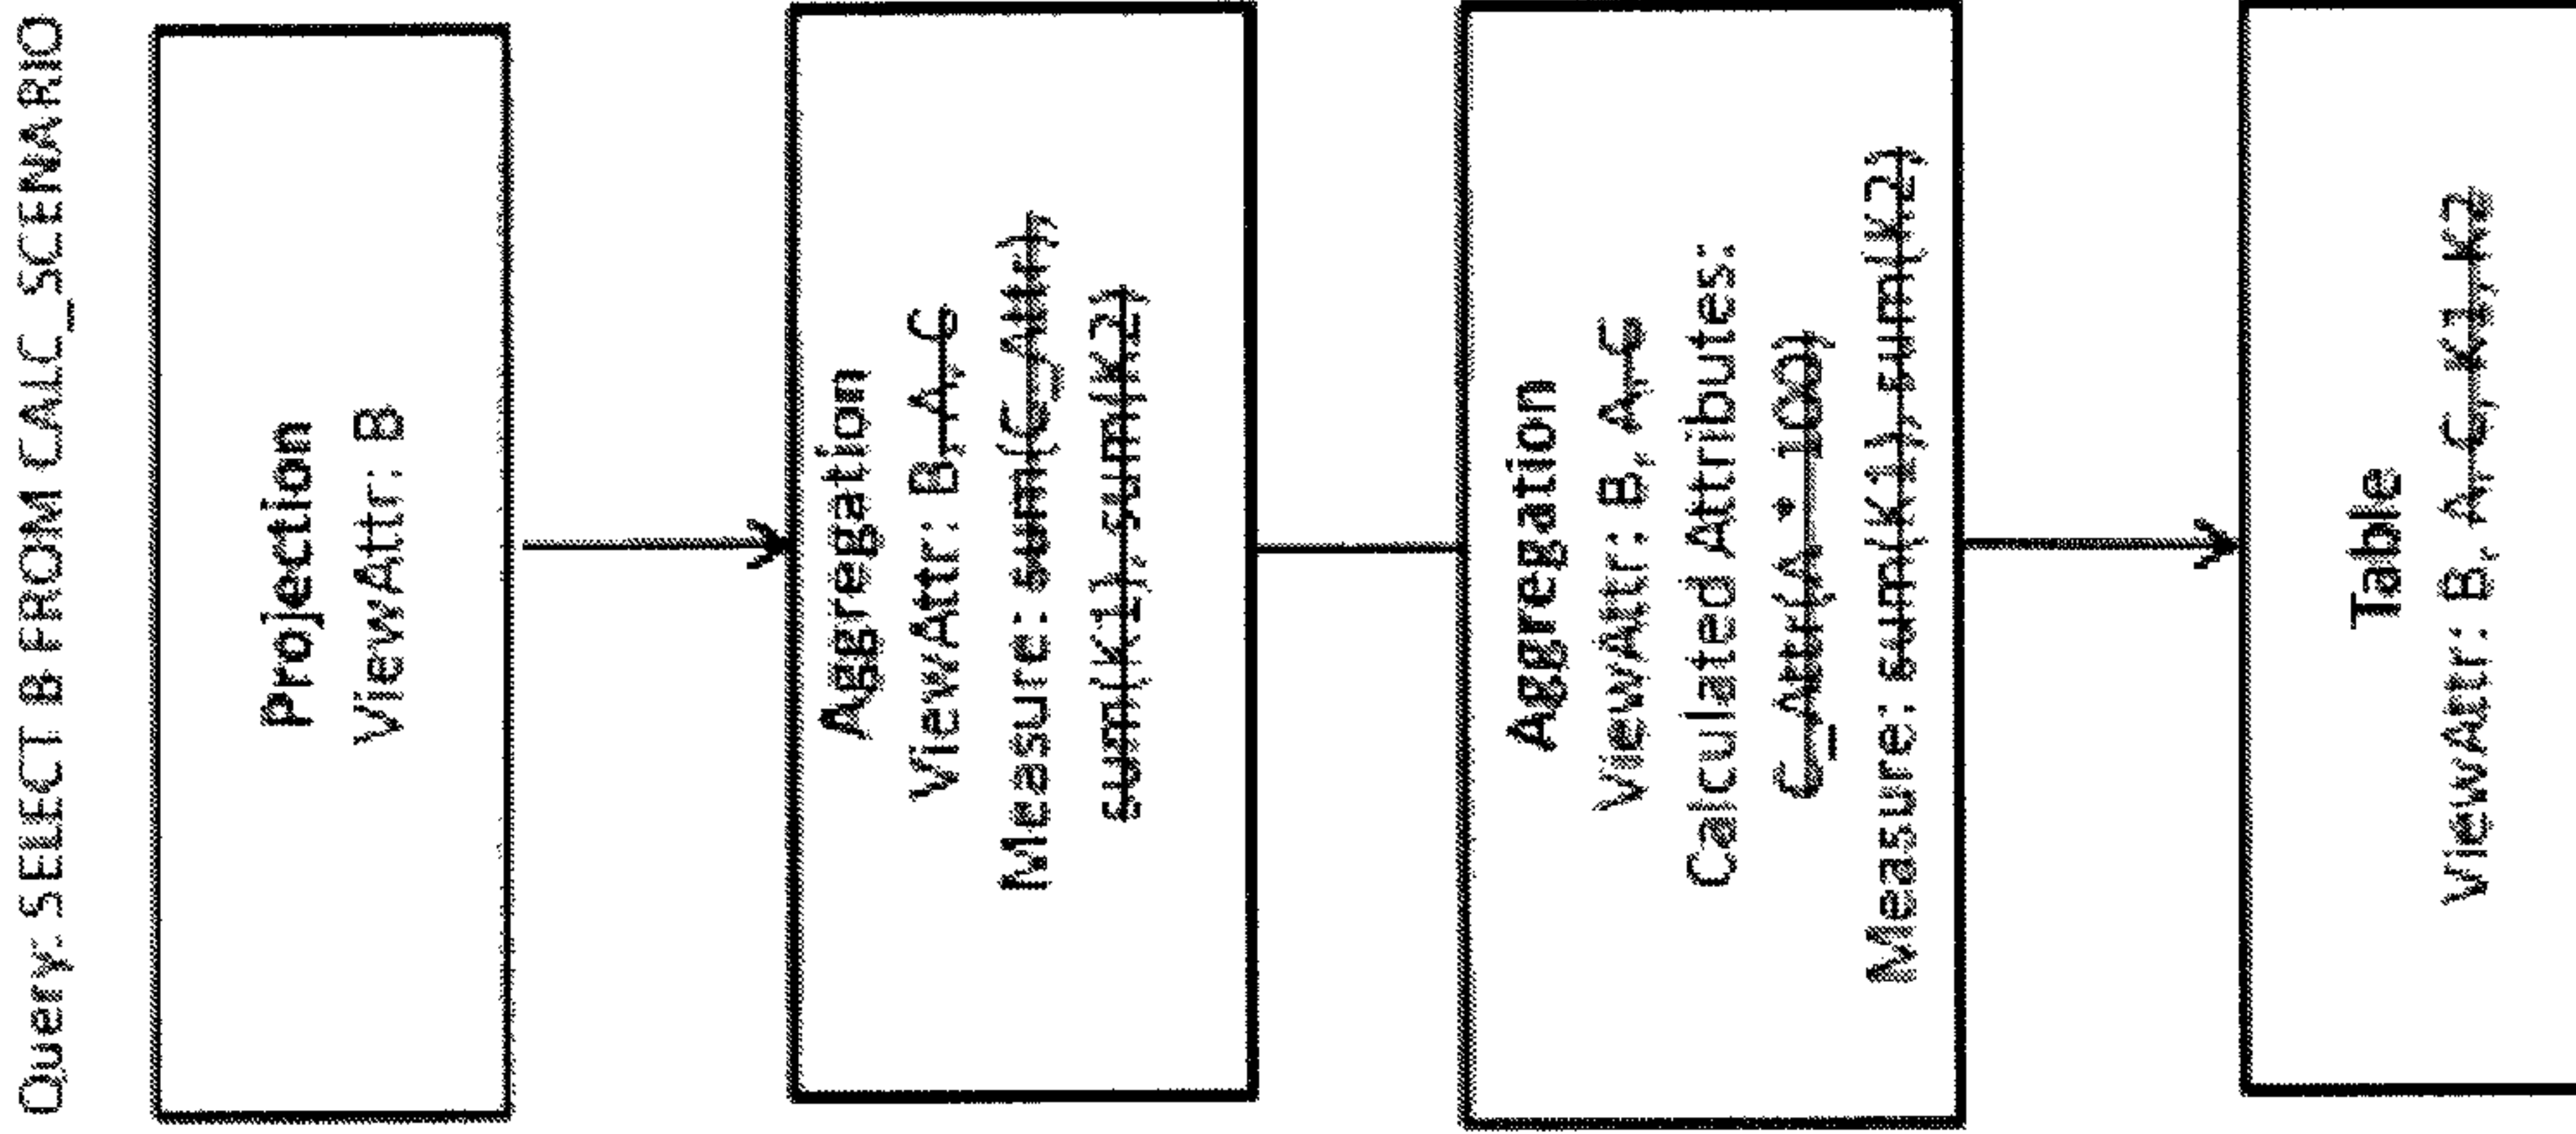 Query: SELECT B FROM CALC_SCENARIO
Projection
ViewAttr: B
Aggregation
ViewAttr: B, A, C
Measure: sum(C_Attr),
sum(K1), sum(K2)
Aggregation
ViewAttr: B, A, C
Calculated Attributes:
C_Attr(A * 100)
Measure: sum(K1), sum(K2)
Table
ViewAttr: B, A, C, K1, K2